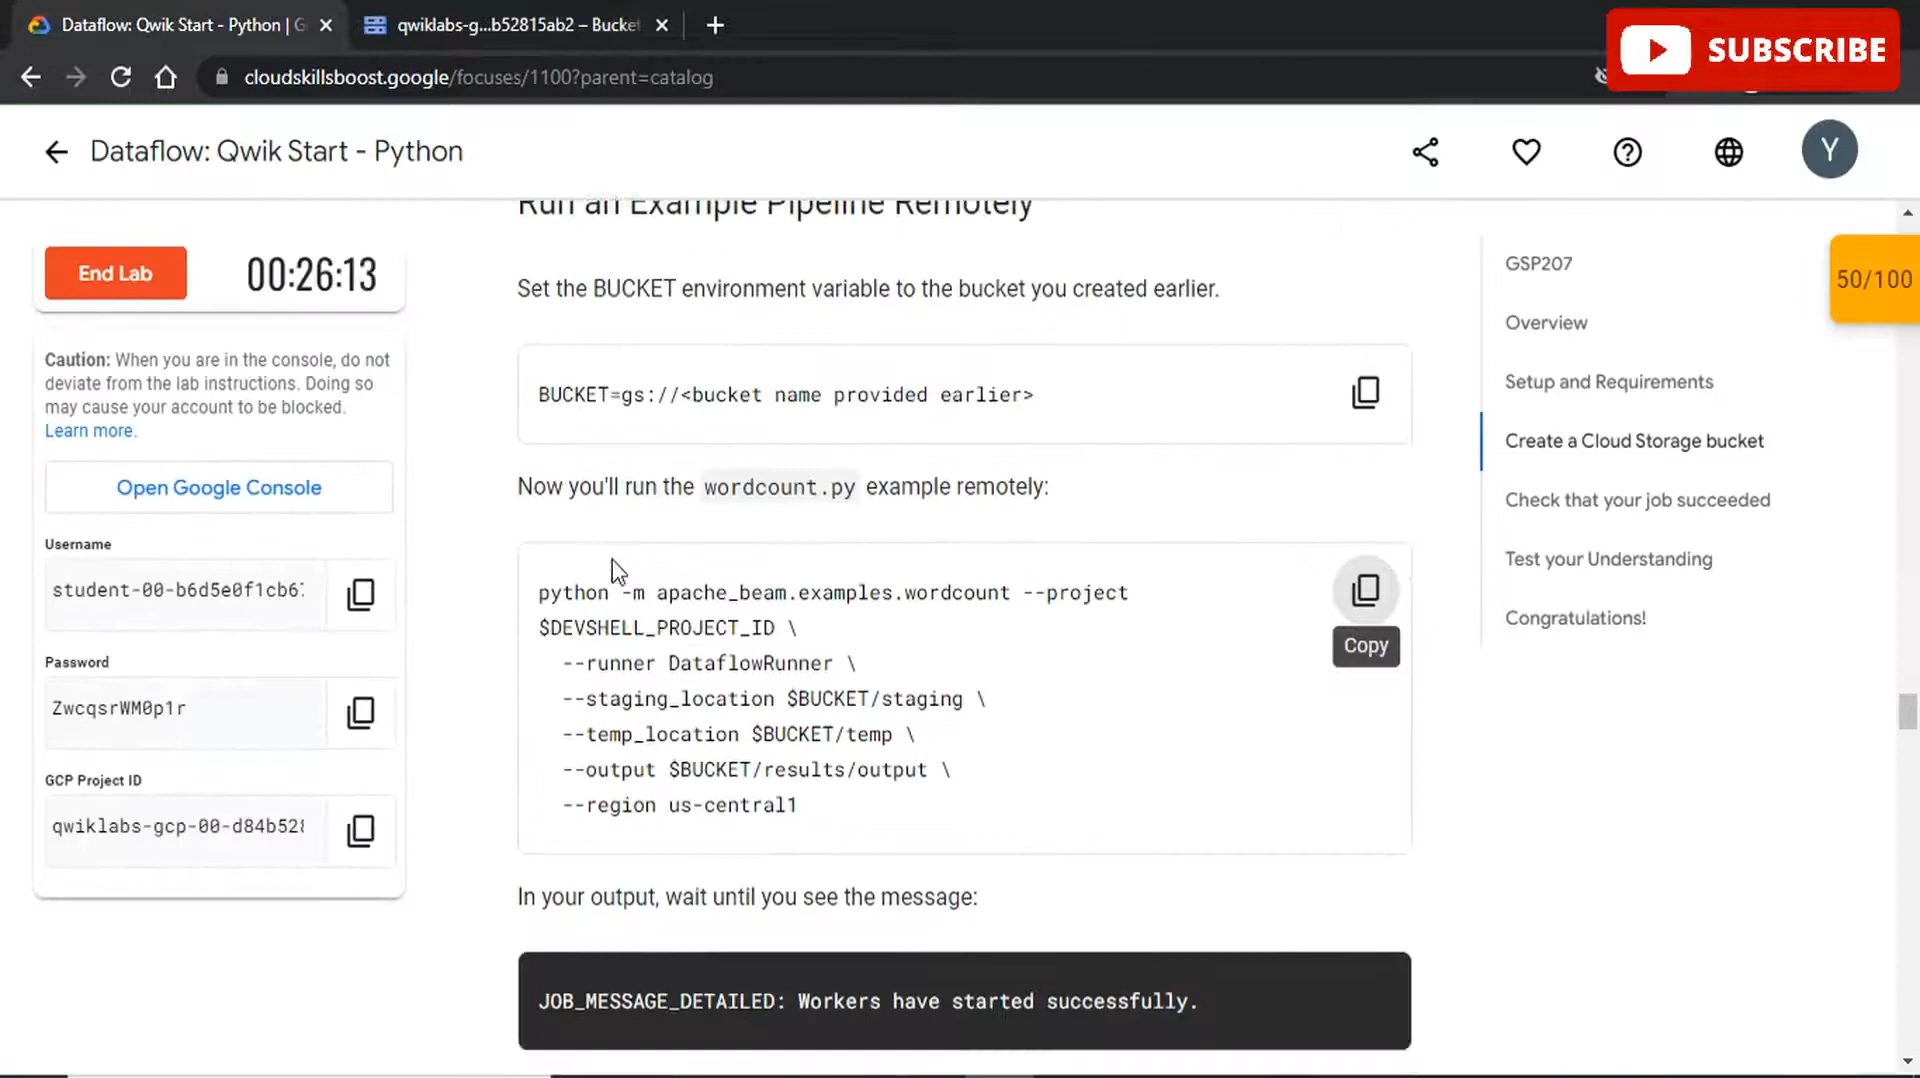 Dataflow: Qwik Start - Python | G
qwiklabs-g...b52815ab2 – Bucket
SUBSCRIBE
cloudskillsboost.google/focuses/1100?parent=catalog
Dataflow: Qwik Start - Python
Y
Run an Example Pipeline Remotely
End Lab
00:26:13
Caution: When you are in the console, do not
deviate from the lab instructions. Doing so
may cause your account to be blocked.
Learn more.
Open Google Console
Username
student-00-b6d5e0f1cb67
Password
ZwcqsrWM0p1r
GCP Project ID
qwiklabs-gcp-00-d84b528
Set the BUCKET environment variable to the bucket you created earlier.
BUCKET=gs://<bucket name provided earlier>
Now you'll run the wordcount.py example remotely:
python -m apache_beam.examples.wordcount --project
$DEVSHELL_PROJECT_ID \
--runner DataflowRunner \
--staging_location $BUCKET/staging \
--temp_location $BUCKET/temp \
--output $BUCKET/results/output \
--region us-central1
Copy
In your output, wait until you see the message:
JOB_MESSAGE_DETAILED: Workers have started successfully.
GSP207
Overview
Setup and Requirements
Create a Cloud Storage bucket
Check that your job succeeded
Test your Understanding
Congratulations!
50/100